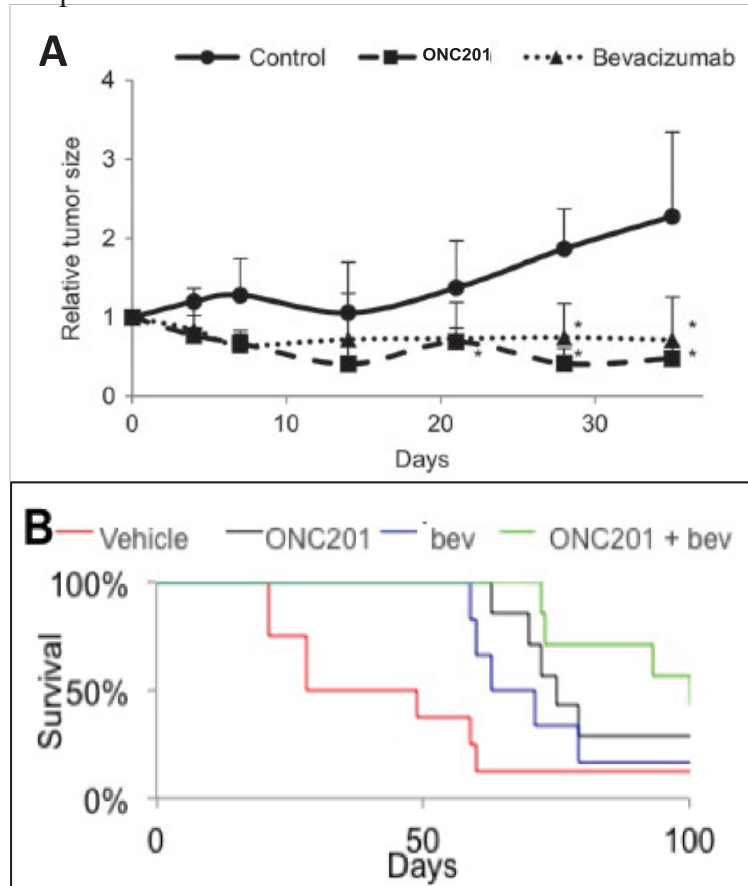 A
Control ONC201 Bevacizumab
4
3
2
1
0
Relative tumor size
* * * * *
0 10 20 30
Days
B
Vehicle ONC201 bev ONC201 + bev
100%
50%
0%
Survival
0 50 100
Days